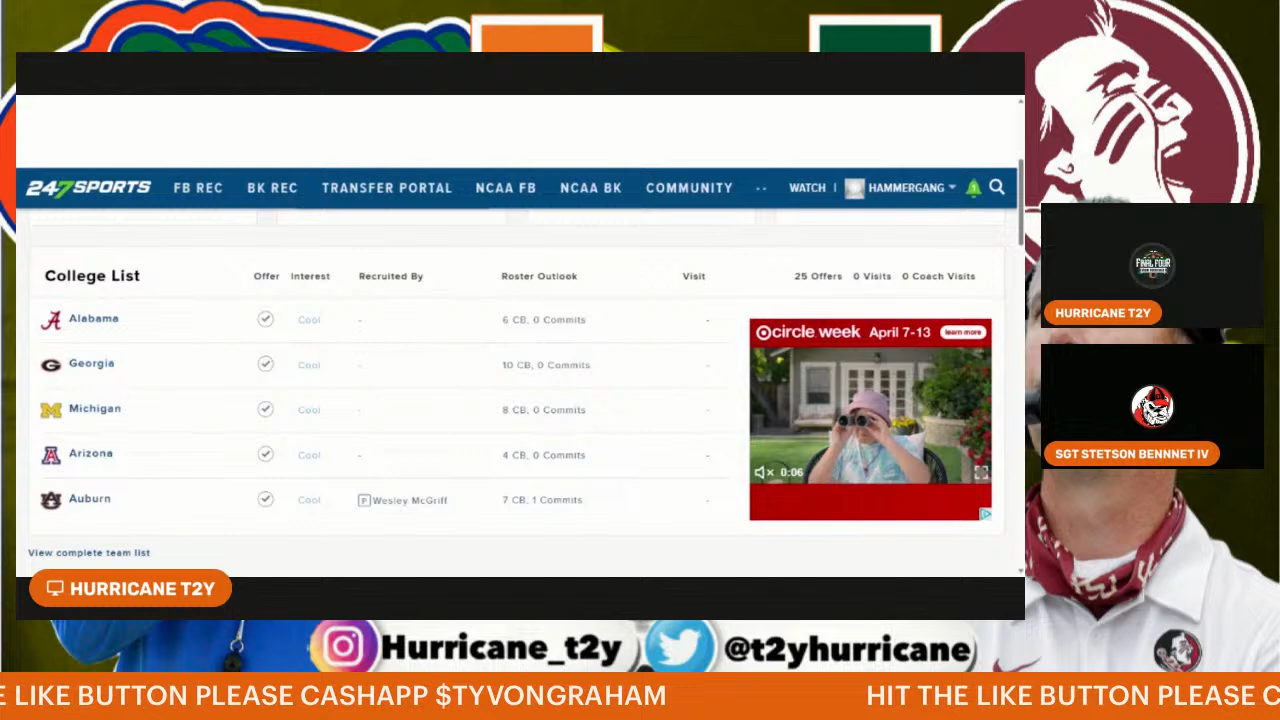 247SPORTS FB REC BK REC TRANSFER PORTAL NCAA FB NCAA BK COMMUNITY WATCH | HAMMERGANG
College List Offer Interest Recruited By Roster Outlook Visit 25 Offers 0 Visits 0 Coach Visits
Alabama Cool - 6 CB, 0 Commits -
Georgia Cool - 10 CB, 0 Commits -
Michigan Cool - 8 CB, 0 Commits -
Arizona Cool - 4 CB, 0 Commits -
Auburn Cool P Wesley McGriff 7 CB, 1 Commits -
View complete team list
circle week April 7-13 learn more
0:06
FINAL FOUR
HURRICANE T2Y
SGT STETSON BENNNET IV
HURRICANE T2Y
Hurricane_t2y @t2yhurricane
E LIKE BUTTON PLEASE CASHAPP $TYVONGRAHAM HIT THE LIKE BUTTON PLEASE C